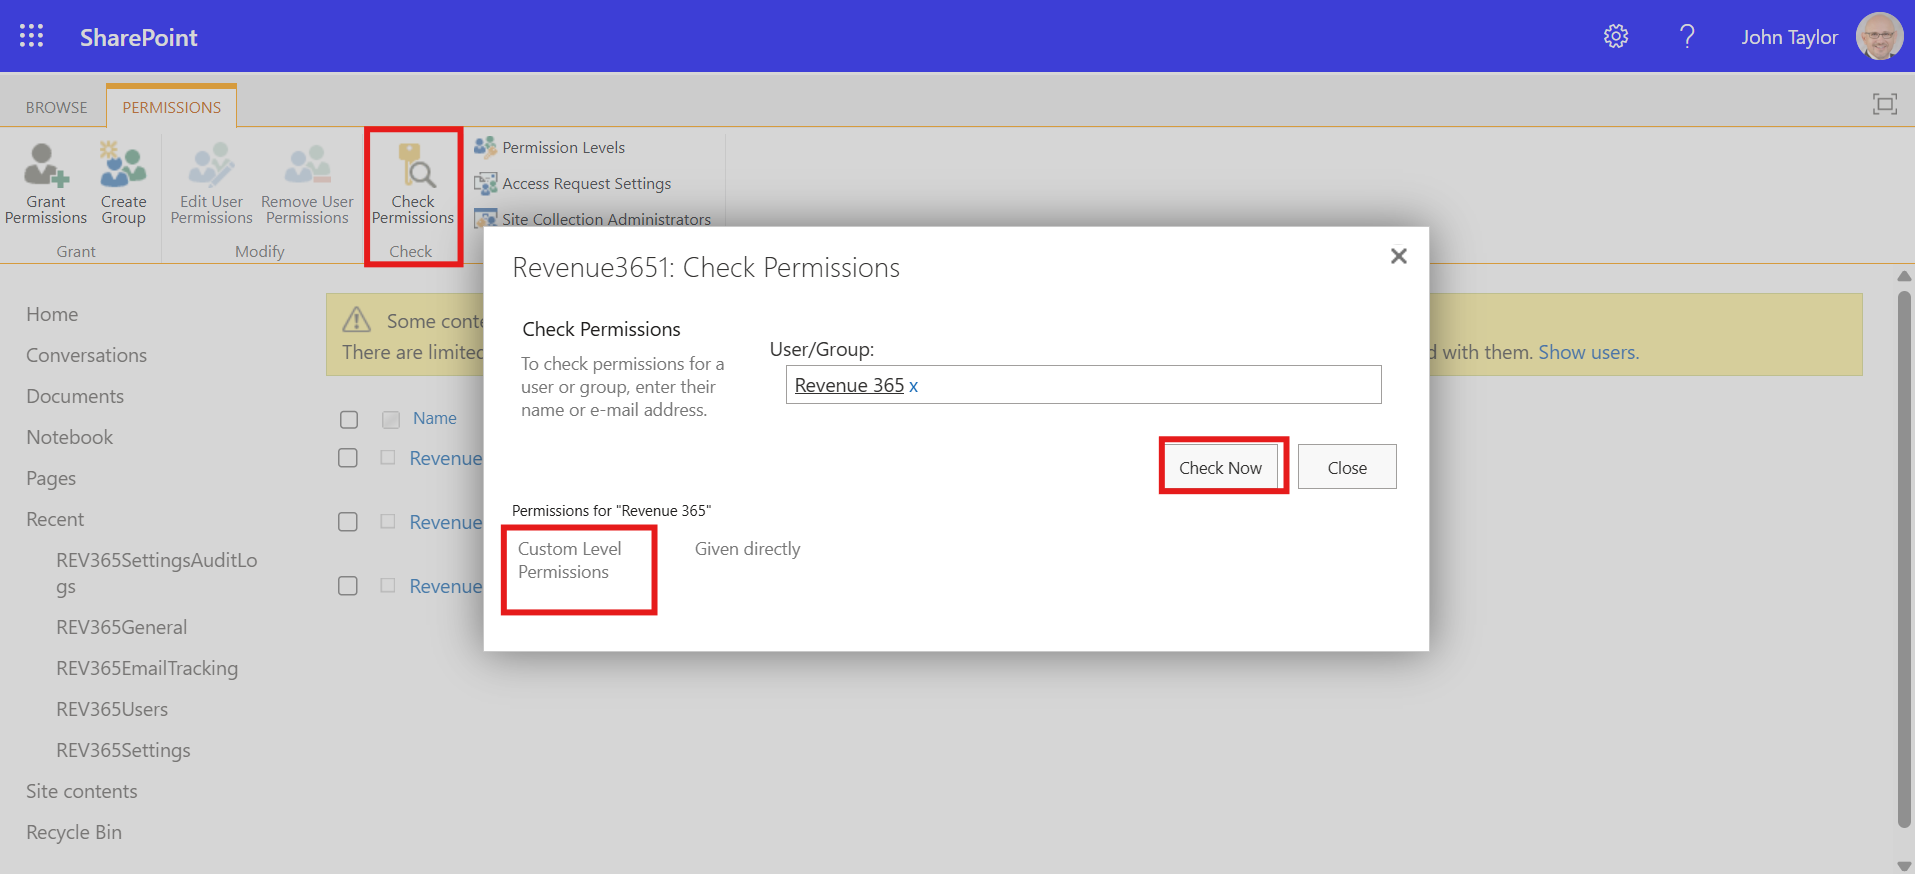 SharePoint
John Taylor
BROWSE
PERMISSIONS
Grant
Permissions
Create
Group
Grant
Edit User
Permissions
Remove User
Permissions
Modify
Check
Permissions
Check
Permission Levels
Access Request Settings
Site Collection Administrators
Home
Conversations
Documents
Notebook
Pages
Recent
REV365SettingsAuditLo
gs
REV365General
REV365EmailTracking
REV365Users
REV365Settings
Site contents
Recycle Bin
Some conte
There are limited
d with them. Show users.
Name
Revenue
Revenue
Revenue
Revenue3651: Check Permissions
Check Permissions
To check permissions for a
user or group, enter their
name or e-mail address.
User/Group:
Revenue 365 x
Check Now
Close
Permissions for "Revenue 365"
Custom Level
Permissions
Given directly